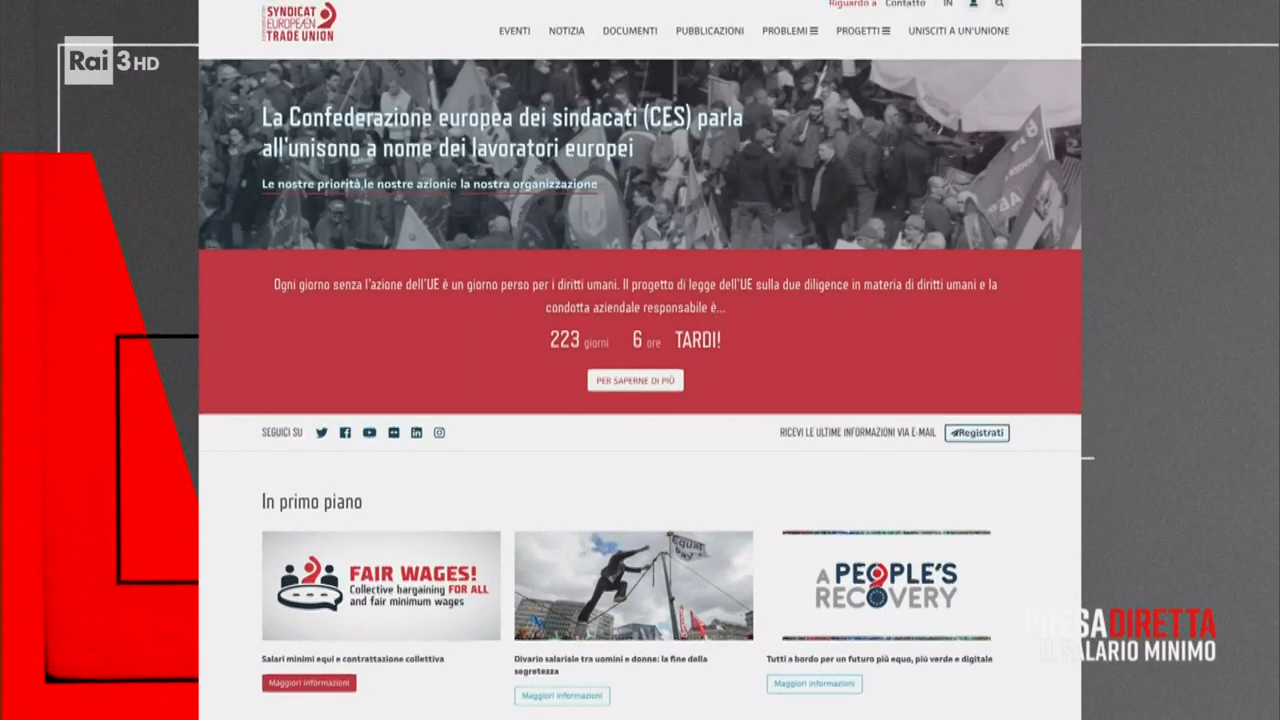 SYNDICAT
EUROPEAN
TRADE UNION
Riguardo a Contatto IN
Rai 3HD
EVENTI NOTIZIA DOCUMENTI PUBBLICAZIONI PROBLEMI PROGETTI UNISCITI A UN'UNIONE
La Confederazione europea dei sindacati (CES) parla
all'unisono a nome dei lavoratori europei
Le nostre priorità,le nostre azionie la nostra organizzazione
Ogni giorno senza l'azione dell'UE è un giorno perso per i diritti umani. Il progetto di legge dell'UE sulla due diligence in materia di diritti umani e la
condotta aziendale responsabile è...
223 giorni 6 ore TARDI!
PER SAPERNE DI PIÙ
SEGUICI SU
RICEVI LE ULTIME INFORMAZIONI VIA E-MAIL Registrati
In primo piano
FAIR WAGES!
Collective bargaining FOR ALL
and fair minimum wages
Equal
pay
A PEOPLE'S
RECOVERY
Salari minimi equi e contrattazione collettiva
Maggiori informazioni
Divario salariale tra uomini e donne: la fine della
segretezza
Maggiori informazioni
Tutti a bordo per un futuro più equo, più verde e digitale
Maggiori informazioni
PRESADIRETTA
IL SALARIO MINIMO